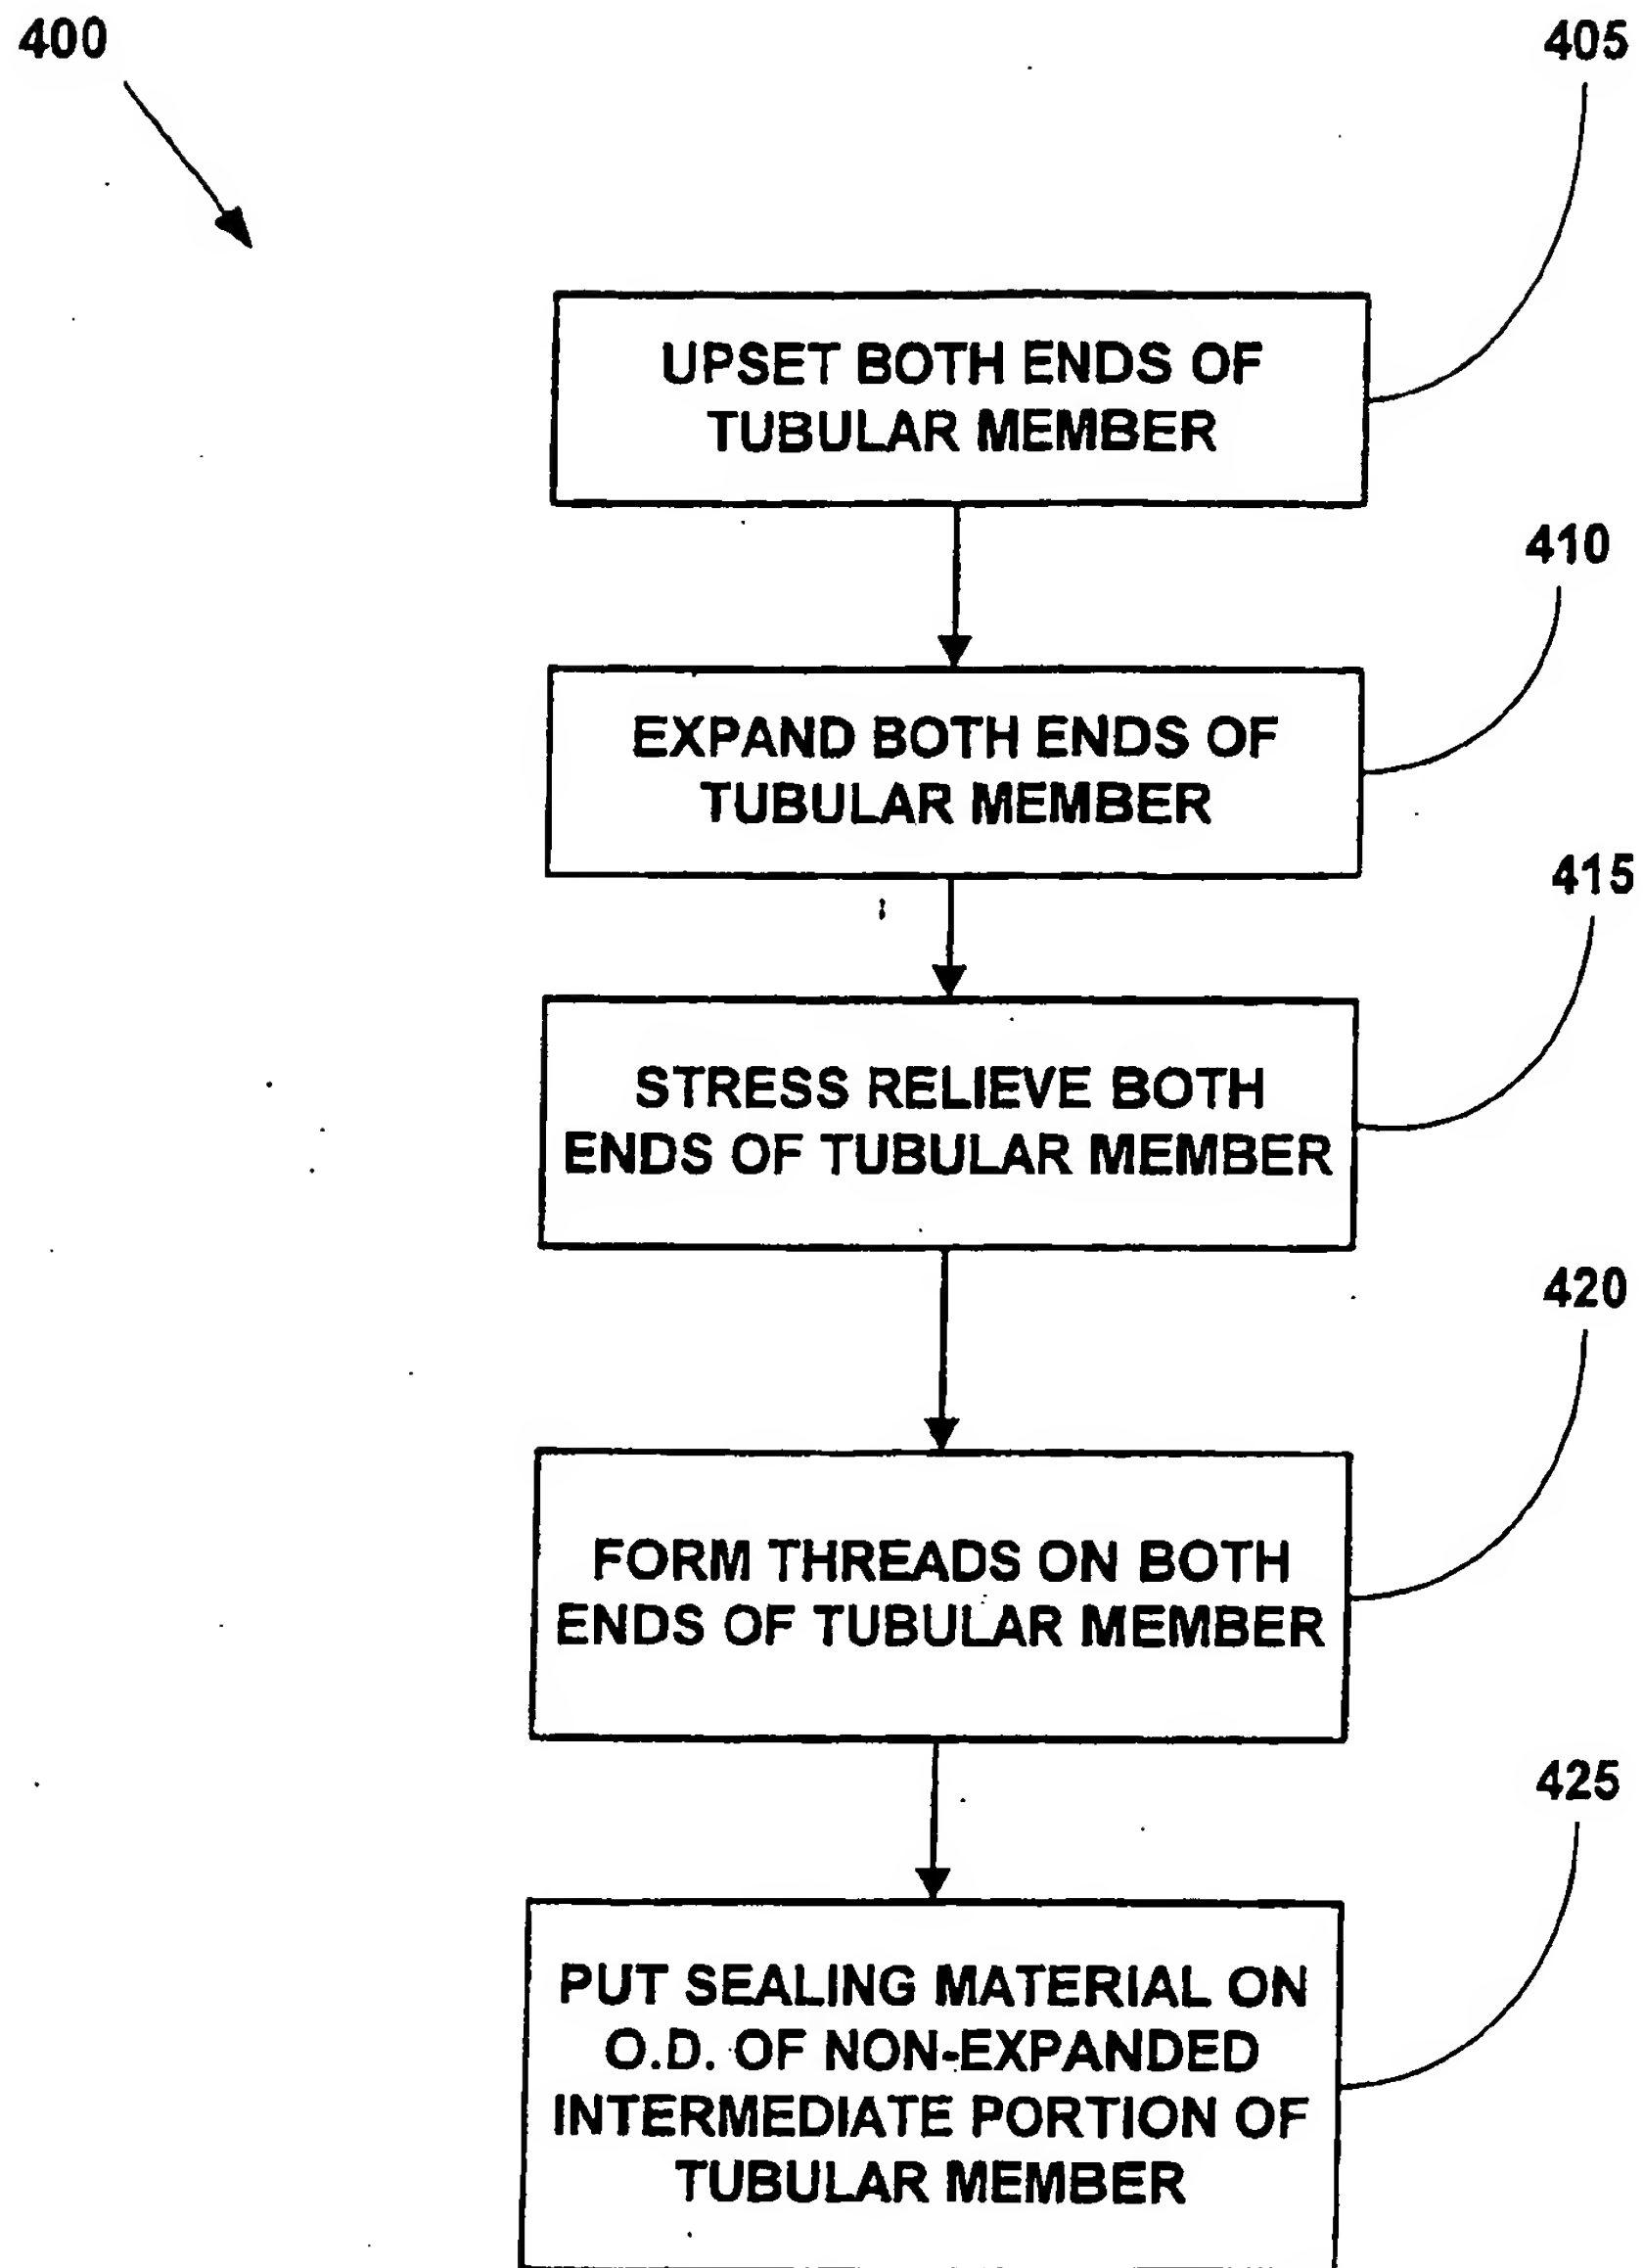 400
405
UPSET BOTH ENDS OF
TUBULAR MEMBER
410
EXPAND BOTH ENDS OF
TUBULAR MEMBER
415
STRESS RELIEVE BOTH
ENDS OF TUBULAR MEMBER
420
FORM THREADS ON BOTH
ENDS OF TUBULAR MEMBER
425
PUT SEALING MATERIAL ON
O.D. OF NON-EXPANDED
INTERMEDIATE PORTION OF
TUBULAR MEMBER